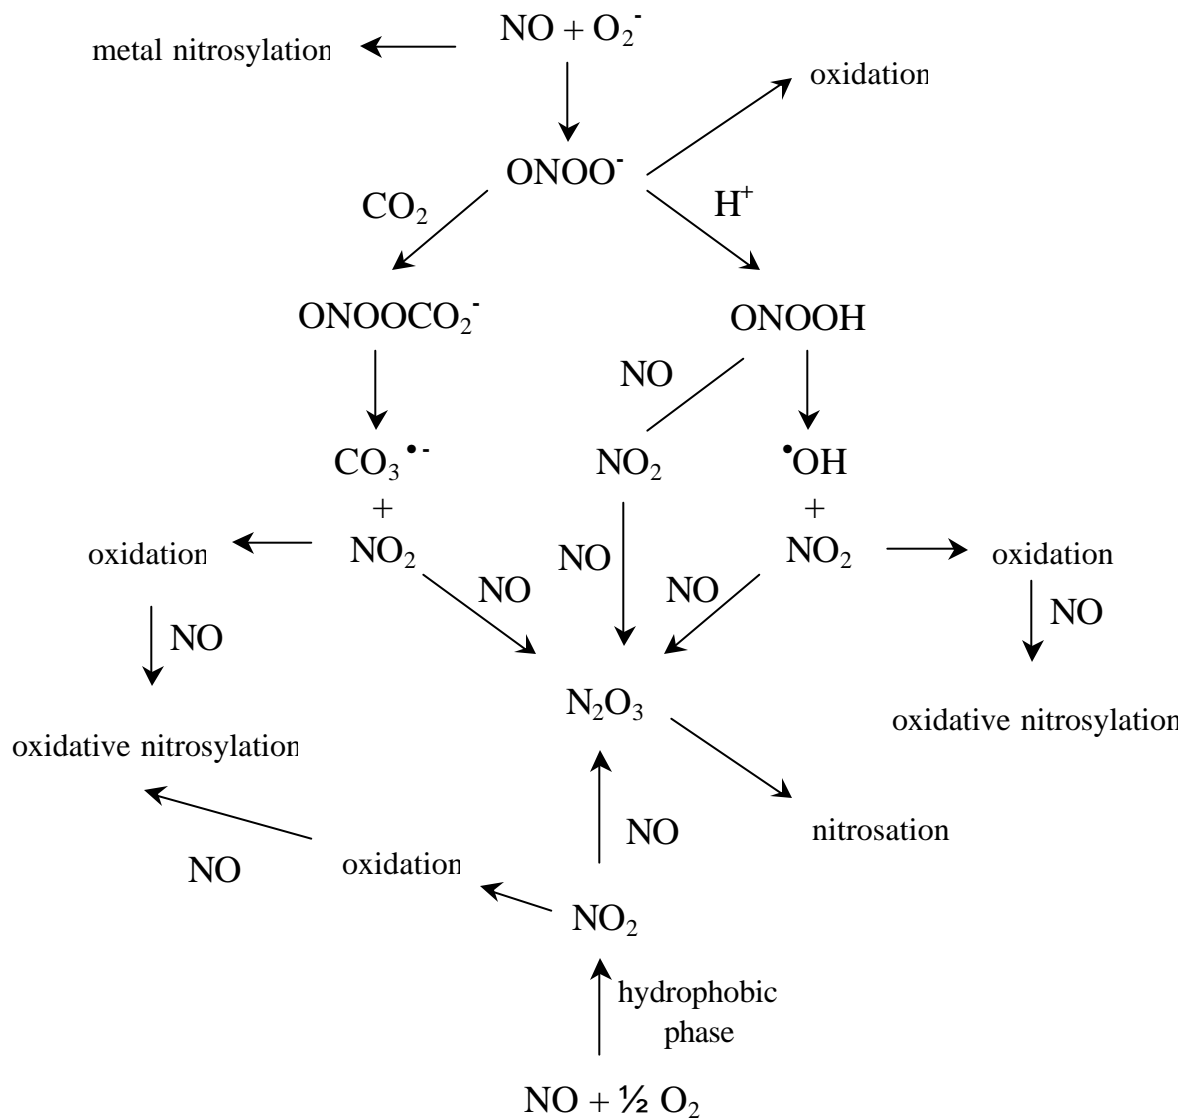 NO + O₂⁻
metal nitrosylation
oxidation
ONOO⁻
CO₂
H⁺
ONOOCO₂⁻
ONOOH
NO
CO₃•-
NO₂
•OH
+
+
oxidation
NO₂
NO
NO₂
oxidation
NO
NO
NO
NO
N₂O₃
oxidative nitrosylation
oxidative nitrosylation
NO
nitrosation
NO
oxidation
NO₂
hydrophobic
phase
NO + ½ O₂